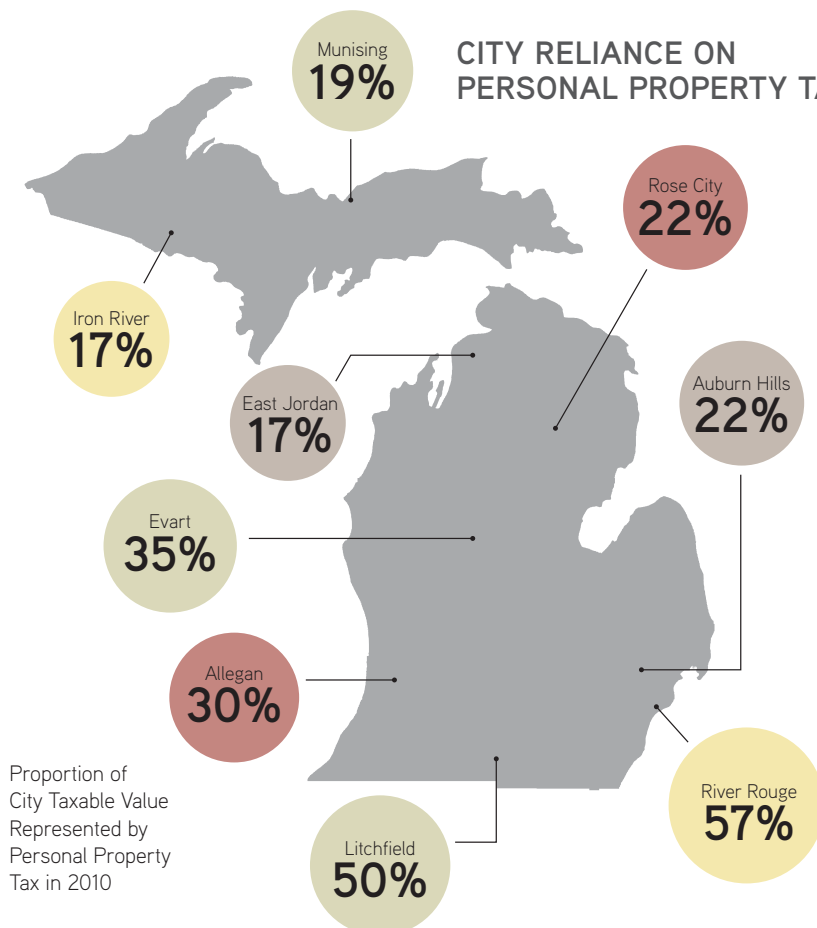 CITY RELIANCE ON
PERSONAL PROPERTY
Munising
19%
Rose City
22%
Iron River
17%
East Jordan
17%
Auburn Hills
22%
Evart
35%
Allegan
30%
River Rouge
57%
Litchfield
50%
Proportion of
City Taxable Value
Represented by
Personal Property
Tax in 2010